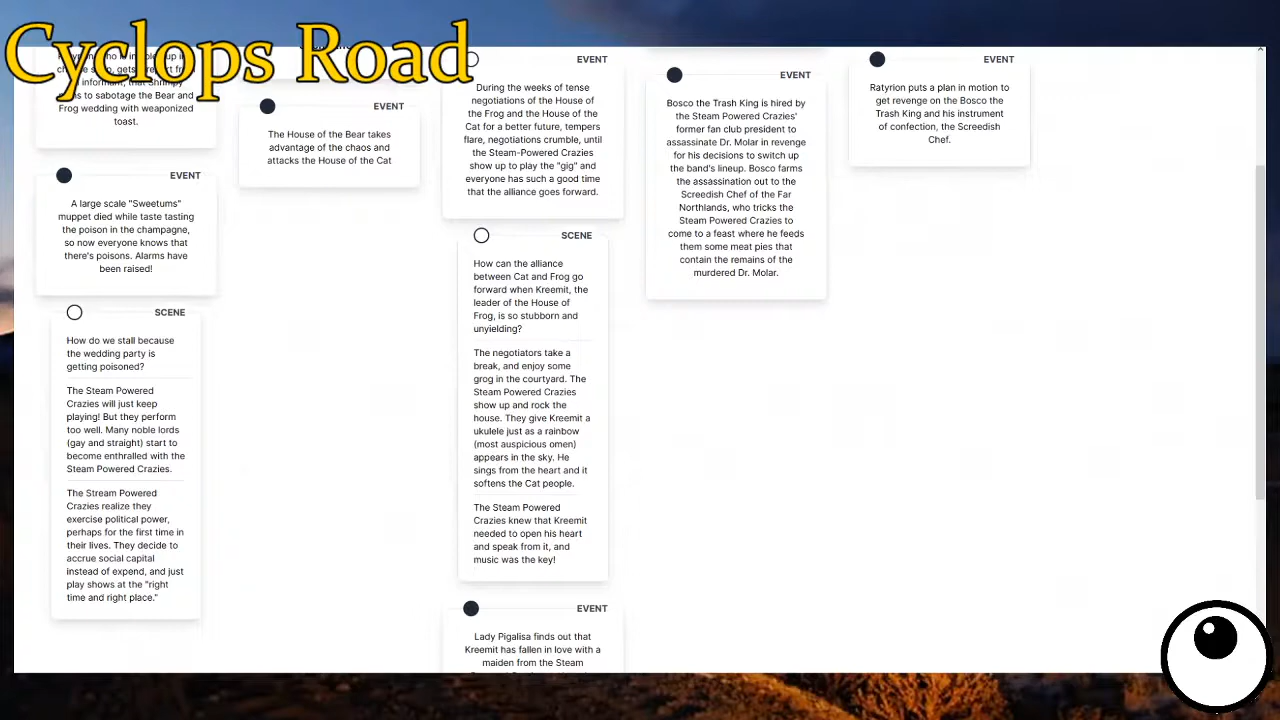 Cyclops Road
to sabotage the Bear and
Frog wedding with weaponized
toast.
EVENT
A large scale "Sweetums"
muppet died while taste tasting
the poison in the champagne,
so now everyone knows that
there's poisons. Alarms have
been raised!
SCENE
How do we stall because
the wedding party is
getting poisoned?
The Steam Powered
Crazies will just keep
playing! But they perform
too well. Many noble lords
(gay and straight) start to
become enthralled with the
Steam Powered Crazies.
The Stream Powered
Crazies realize they
exercise political power,
perhaps for the first time in
their lives. They decide to
accrue social capital
instead of expend, and just
play shows at the "right
time and right place."
EVENT
The House of the Bear takes
advantage of the chaos and
attacks the House of the Cat
EVENT
During the weeks of tense
negotiations of the House of
the Frog and the House of the
Cat for a better future, tempers
flare, negotiations crumble, until
the Steam-Powered Crazies
show up to play the "gig" and
everyone has such a good time
that the alliance goes forward.
SCENE
How can the alliance
between Cat and Frog go
forward when Kreemit, the
leader of the House of
Frog, is so stubborn and
unyielding?
The negotiators take a
break, and enjoy some
grog in the courtyard. The
Steam Powered Crazies
show up and rock the
house. They give Kreemit a
ukulele just as a rainbow
(most auspicious omen)
appears in the sky. He
sings from the heart and it
softens the Cat people.
The Steam Powered
Crazies knew that Kreemit
needed to open his heart
and speak from it, and
music was the key!
EVENT
Lady Pigalisa finds out that
Kreemit has fallen in love with a
maiden from the Steam
EVENT
Bosco the Trash King is hired by
the Steam Powered Crazies'
former fan club president to
assassinate Dr. Molar in revenge
for his decisions to switch up
the band's lineup. Bosco farms
the assassination out to the
Screedish Chef of the Far
Northlands, who tricks the
Steam Powered Crazies to
come to a feast where he feeds
them some meat pies that
contain the remains of the
murdered Dr. Molar.
EVENT
Ratyrion puts a plan in motion to
get revenge on the Bosco the
Trash King and his instrument
of confection, the Screedish
Chef.